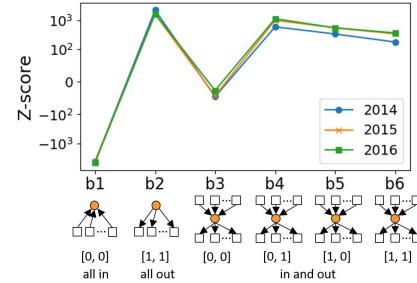 10³
10²
0
−10²
−10³
Z-score
2014
2015
2016
b1 b2 b3 b4 b5 b6
[0, 0] [1, 1] [0, 0] [0, 1] [1, 0] [1, 1]
all in all out in and out